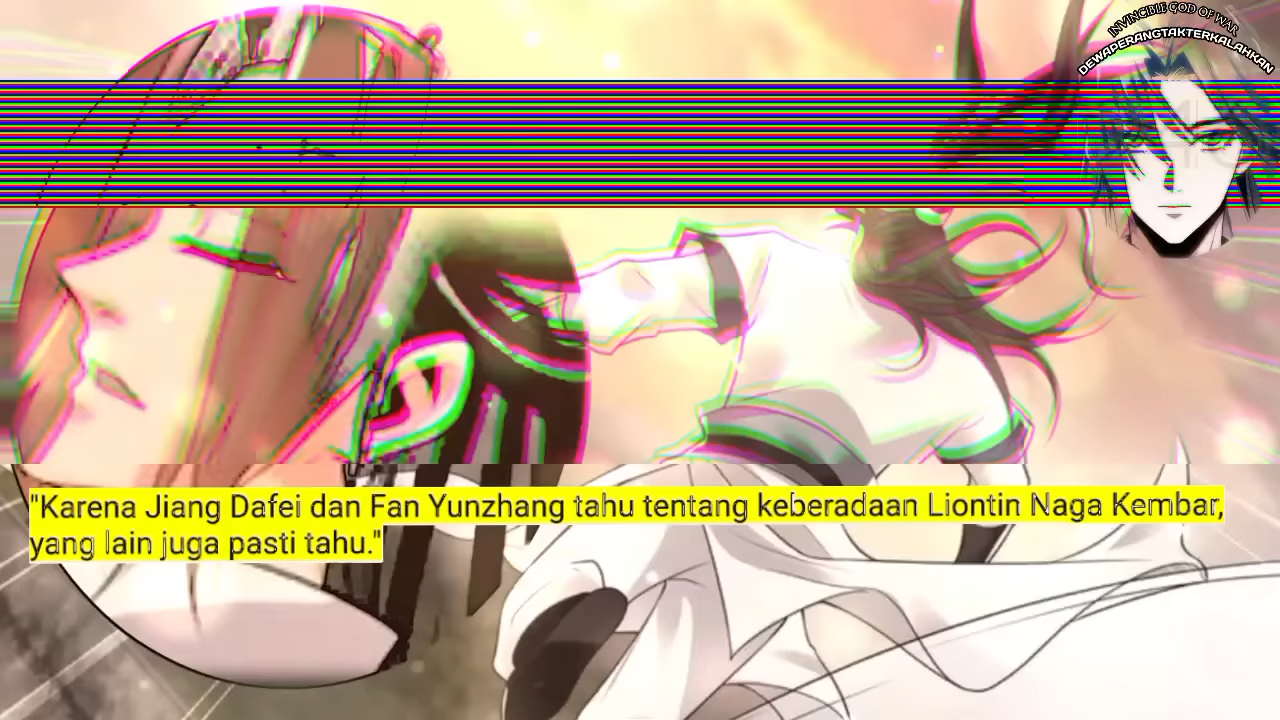 INVINCIBLE GOD OF WAR
DEWAPERANGTAKTERKALAHKAN
"Karena Jiang Dafei dan Fan Yunzhang tahu tentang keberadaan Liontin Naga Kembar,
yang lain juga pasti tahu."